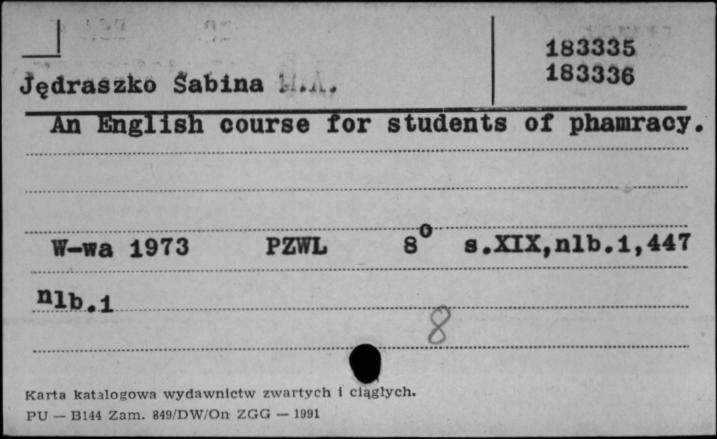 183335
183336
Jędraszko Sabina M.A.
An English course for students of phamracy.
W-wa 1973 PZWL 8° s.XIX,nlb.1,447
nlb.1
8
Karta katalogowa wydawnictw zwartych i ciągłych.
PU — B144 Zam. 849/DW/On ZGG — 1991